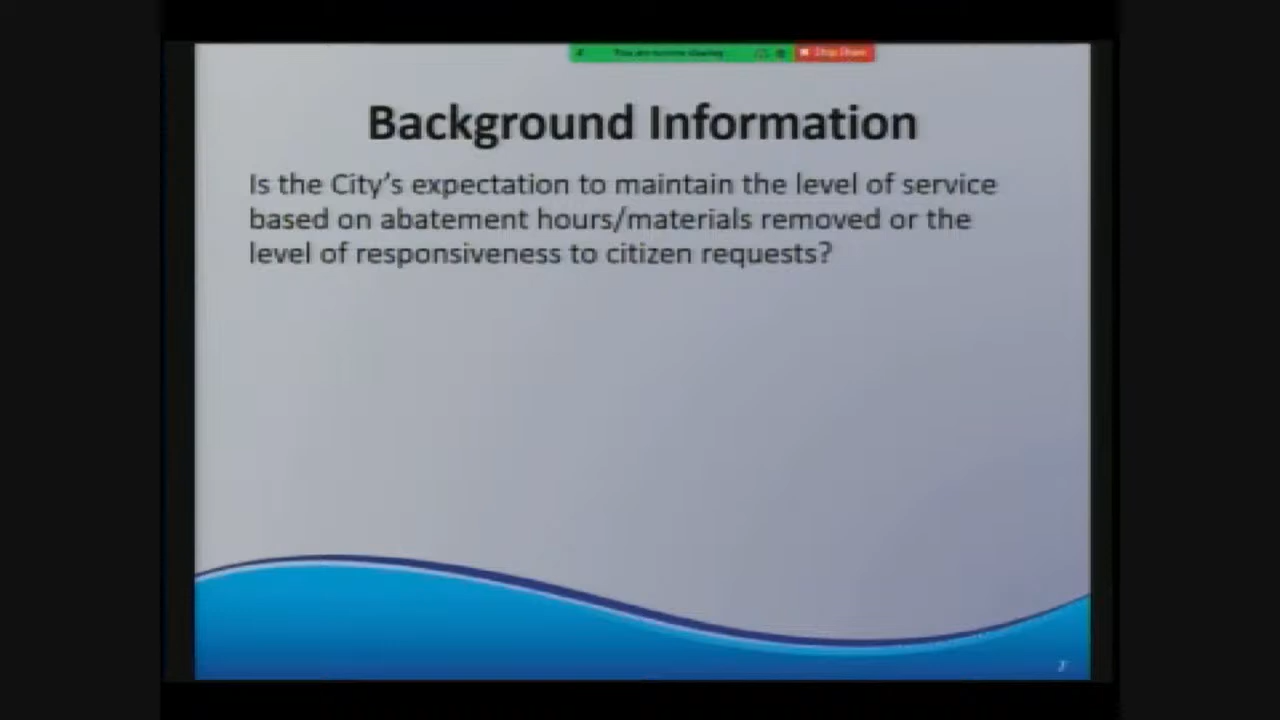 Stop Share
Background Information
Is the City's expectation to maintain the level of service
based on abatement hours/materials removed or the
level of responsiveness to citizen requests?